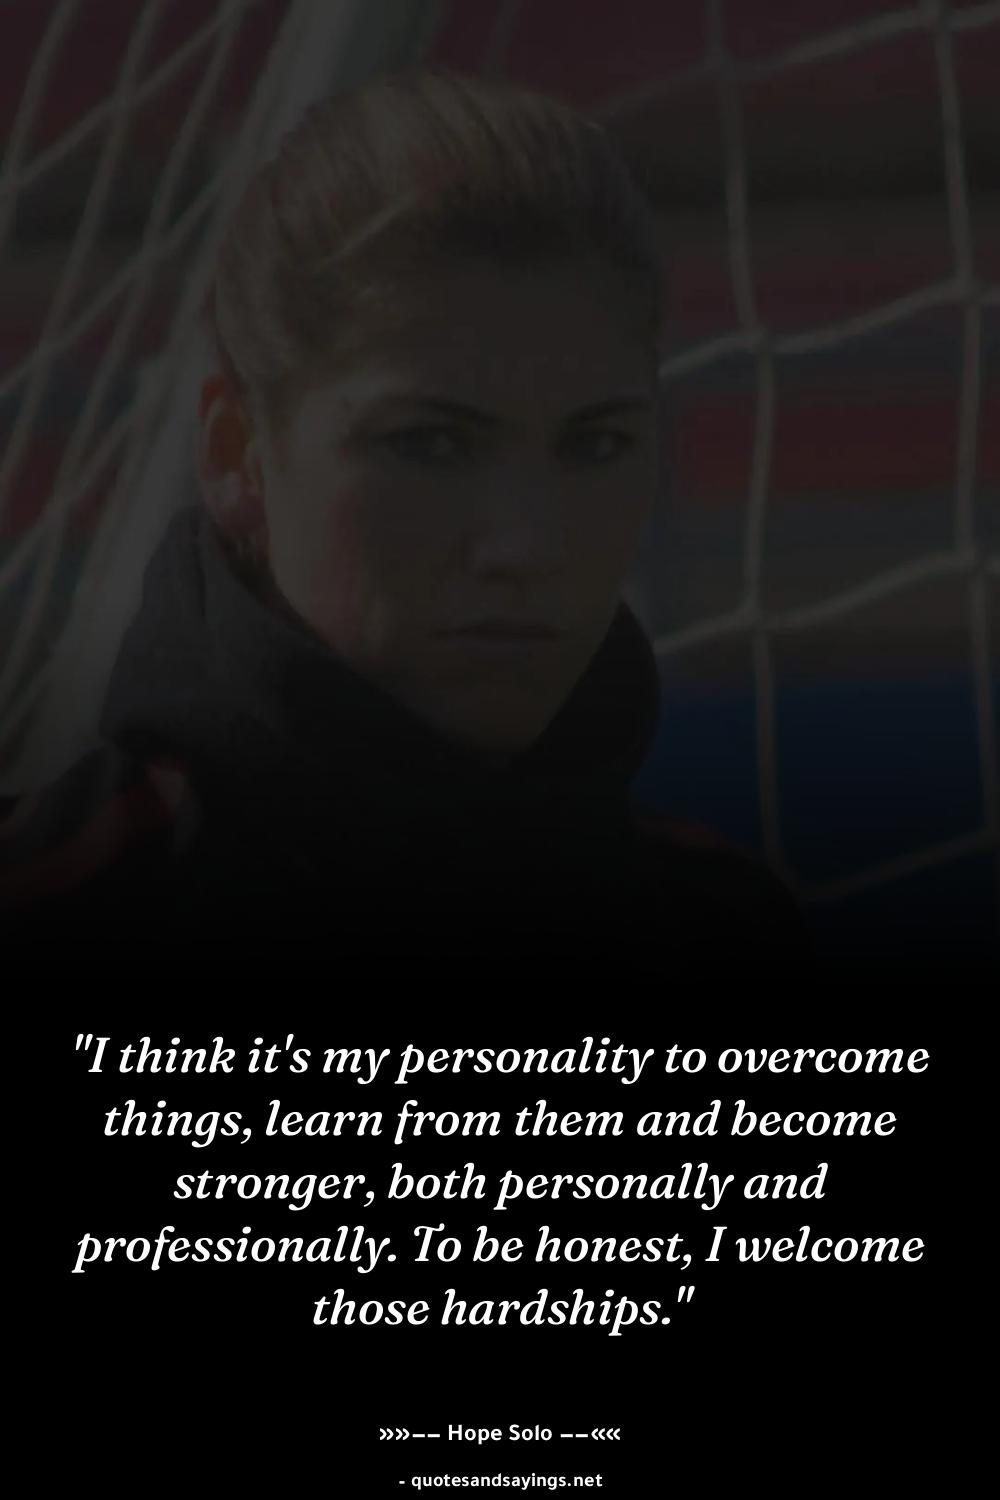 "I think it's my personality to overcome
things, learn from them and become
stronger, both personally and
professionally. To be honest, I welcome
those hardships."
»»–– Hope Solo ––««
- quotesandsayings.net